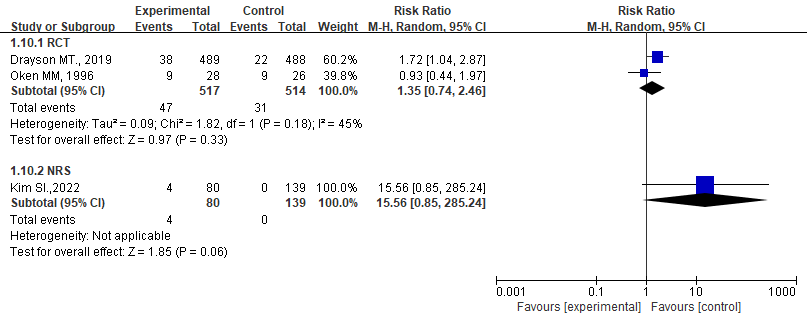 Experimental Control Risk Ratio Risk Ratio
Study or Subgroup Events Total Events Total Weight M-H, Random, 95% CI M-H, Random, 95% CI
1.10.1 RCT
Drayson MT., 2019 38 489 22 488 60.2% 1.72 [1.04, 2.87]
Oken MM, 1996 9 28 9 26 39.8% 0.93 [0.44, 1.97]
Subtotal (95% CI) 517 514 100.0% 1.35 [0.74, 2.46]
Total events 47 31
Heterogeneity: Tau² = 0.09; Chi² = 1.82, df = 1 (P = 0.18); I² = 45%
Test for overall effect: Z = 0.97 (P = 0.33)
1.10.2 NRS
Kim SI.,2022 4 80 0 139 100.0% 15.56 [0.85, 285.24]
Subtotal (95% CI) 80 139 100.0% 15.56 [0.85, 285.24]
Total events 4 0
Heterogeneity: Not applicable
Test for overall effect: Z = 1.85 (P = 0.06)
0.001 0.1 1 10 1000
Favours [experimental] Favours [control]